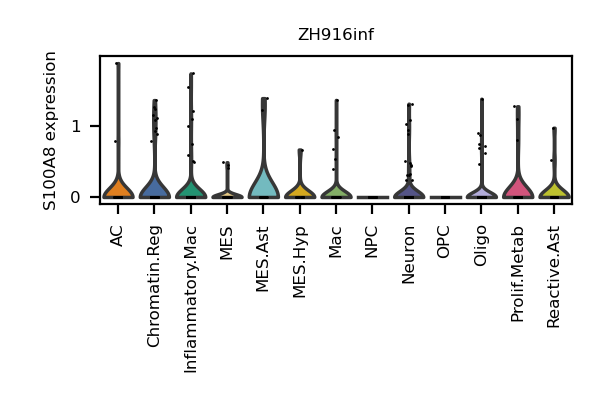 ZH916inf
S100A8 expression
1
0
AC
Chromatin.Reg
Inflammatory.Mac
MES
MES.Ast
MES.Hyp
Mac
NPC
Neuron
OPC
Oligo
Prolif.Metab
Reactive.Ast